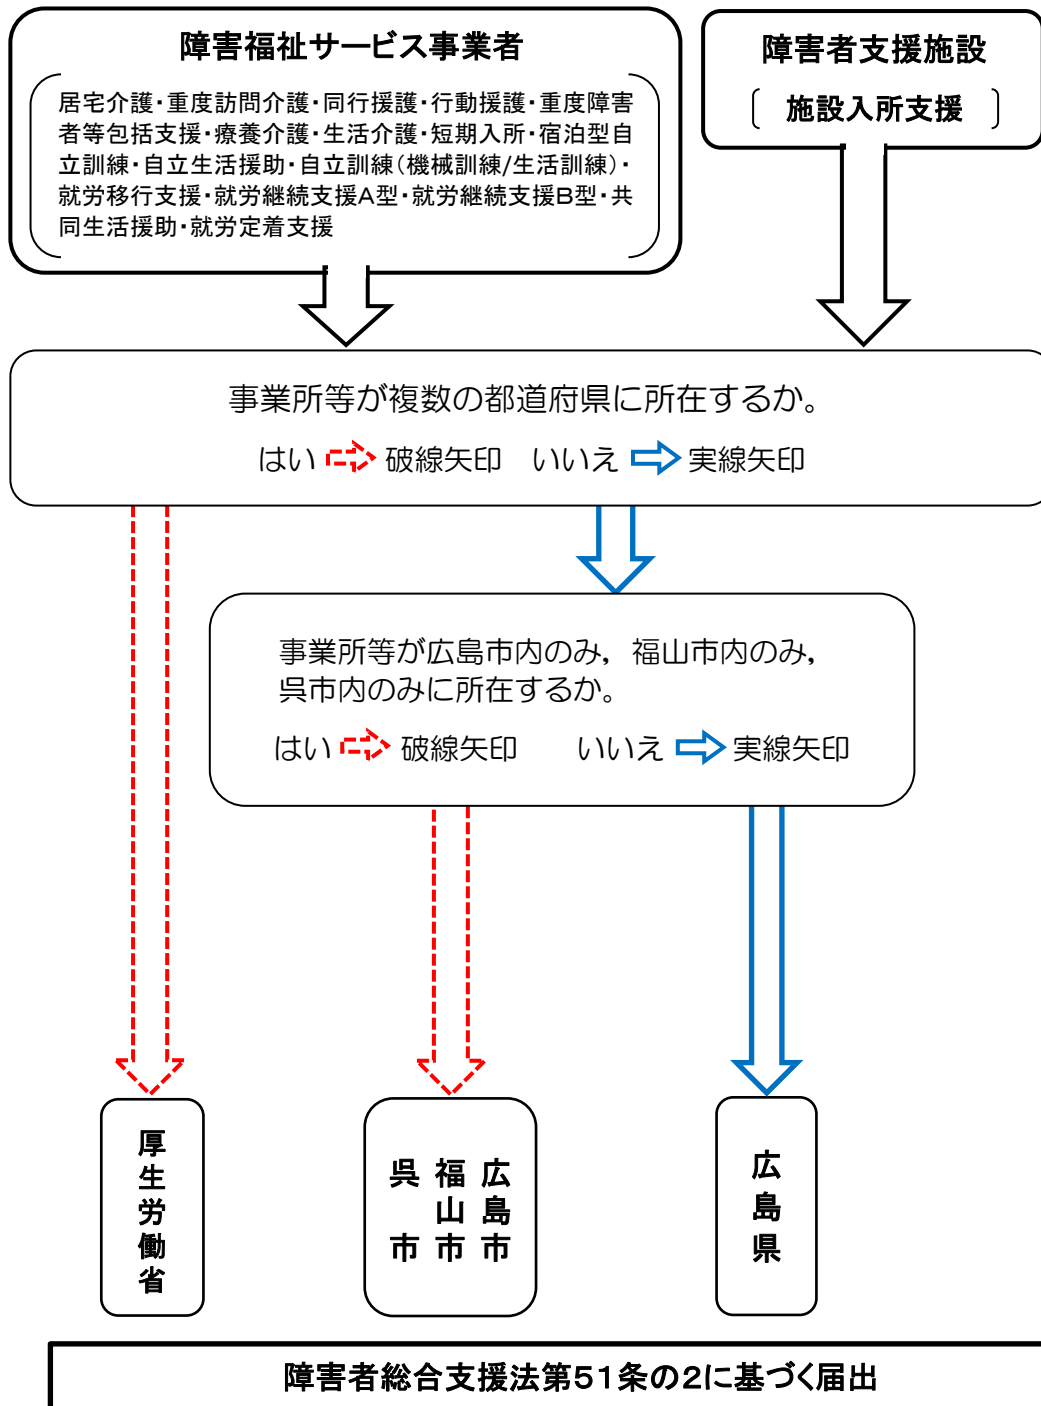 障害福祉サービス事業者
居宅介護・重度訪問介護・同行援護・行動援護・重度障害
者等包括支援・療養介護・生活介護・短期入所・宿泊型自
立訓練・自立生活援助・自立訓練(機械訓練/生活訓練)・
就労移行支援・就労継続支援A型・就労継続支援B型・共
同生活援助・就労定着支援
障害者支援施設
施設入所支援
事業所等が複数の都道府県に所在するか。
はい 破線矢印 いいえ 実線矢印
事業所等が広島市内のみ，福山市内のみ，
呉市内のみに所在するか。
はい 破線矢印 いいえ 実線矢印
厚生労働省
広島市
福山市
呉市
広島県
障害者総合支援法第51条の2に基づく届出